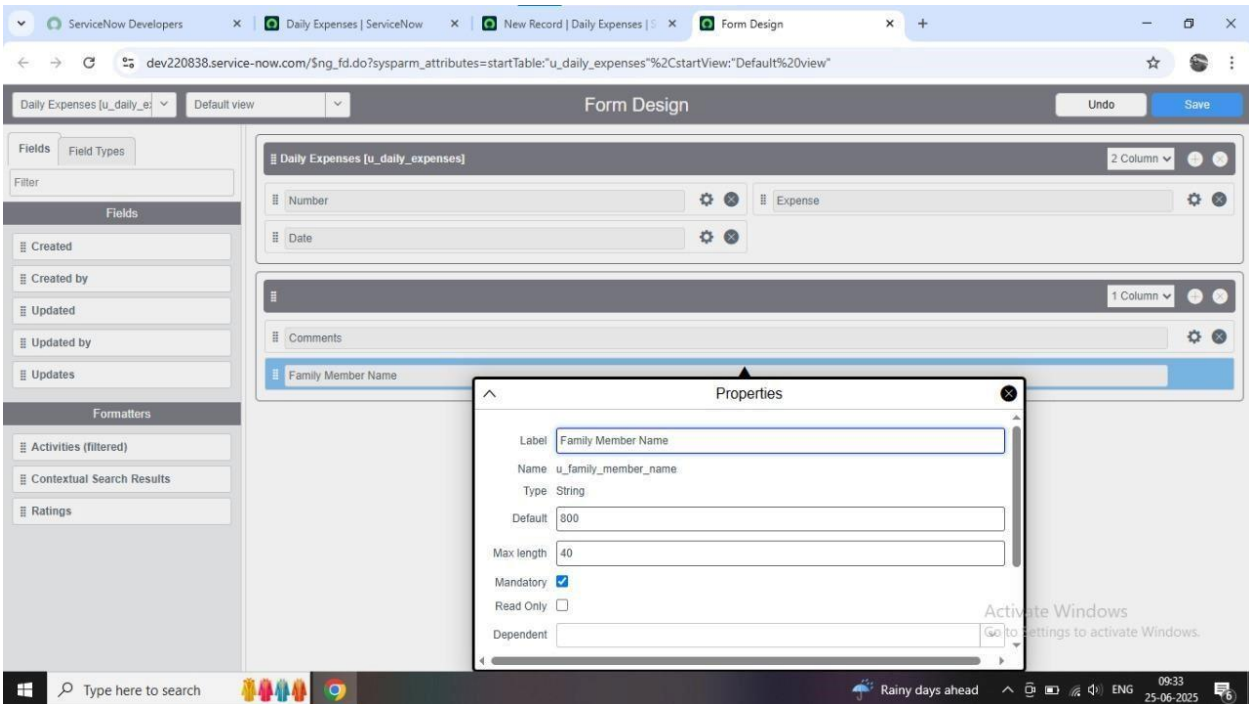 ServiceNow Developers
Daily Expenses | ServiceNow
New Record | Daily Expenses | S
Form Design
dev220838.service-now.com/$ng_fd.do?sysparm_attributes=startTable:"u_daily_expenses"%2CstartView:"Default%20view"
Daily Expenses [u_daily_e
Default view
Form Design
Undo
Save
Fields
Field Types
Filter
Fields
Created
Created by
Updated
Updated by
Updates
Formatters
Activities (filtered)
Contextual Search Results
Ratings
Daily Expenses [u_daily_expenses]
2 Column
Number
Expense
Date
1 Column
Comments
Family Member Name
Properties
Label Family Member Name
Name u_family_member_name
Type String
Default 800
Max length 40
Mandatory
Read Only
Dependent
Activate Windows
Go to Settings to activate Windows.
Type here to search
Rainy days ahead
ENG
09:33
25-06-2025
6